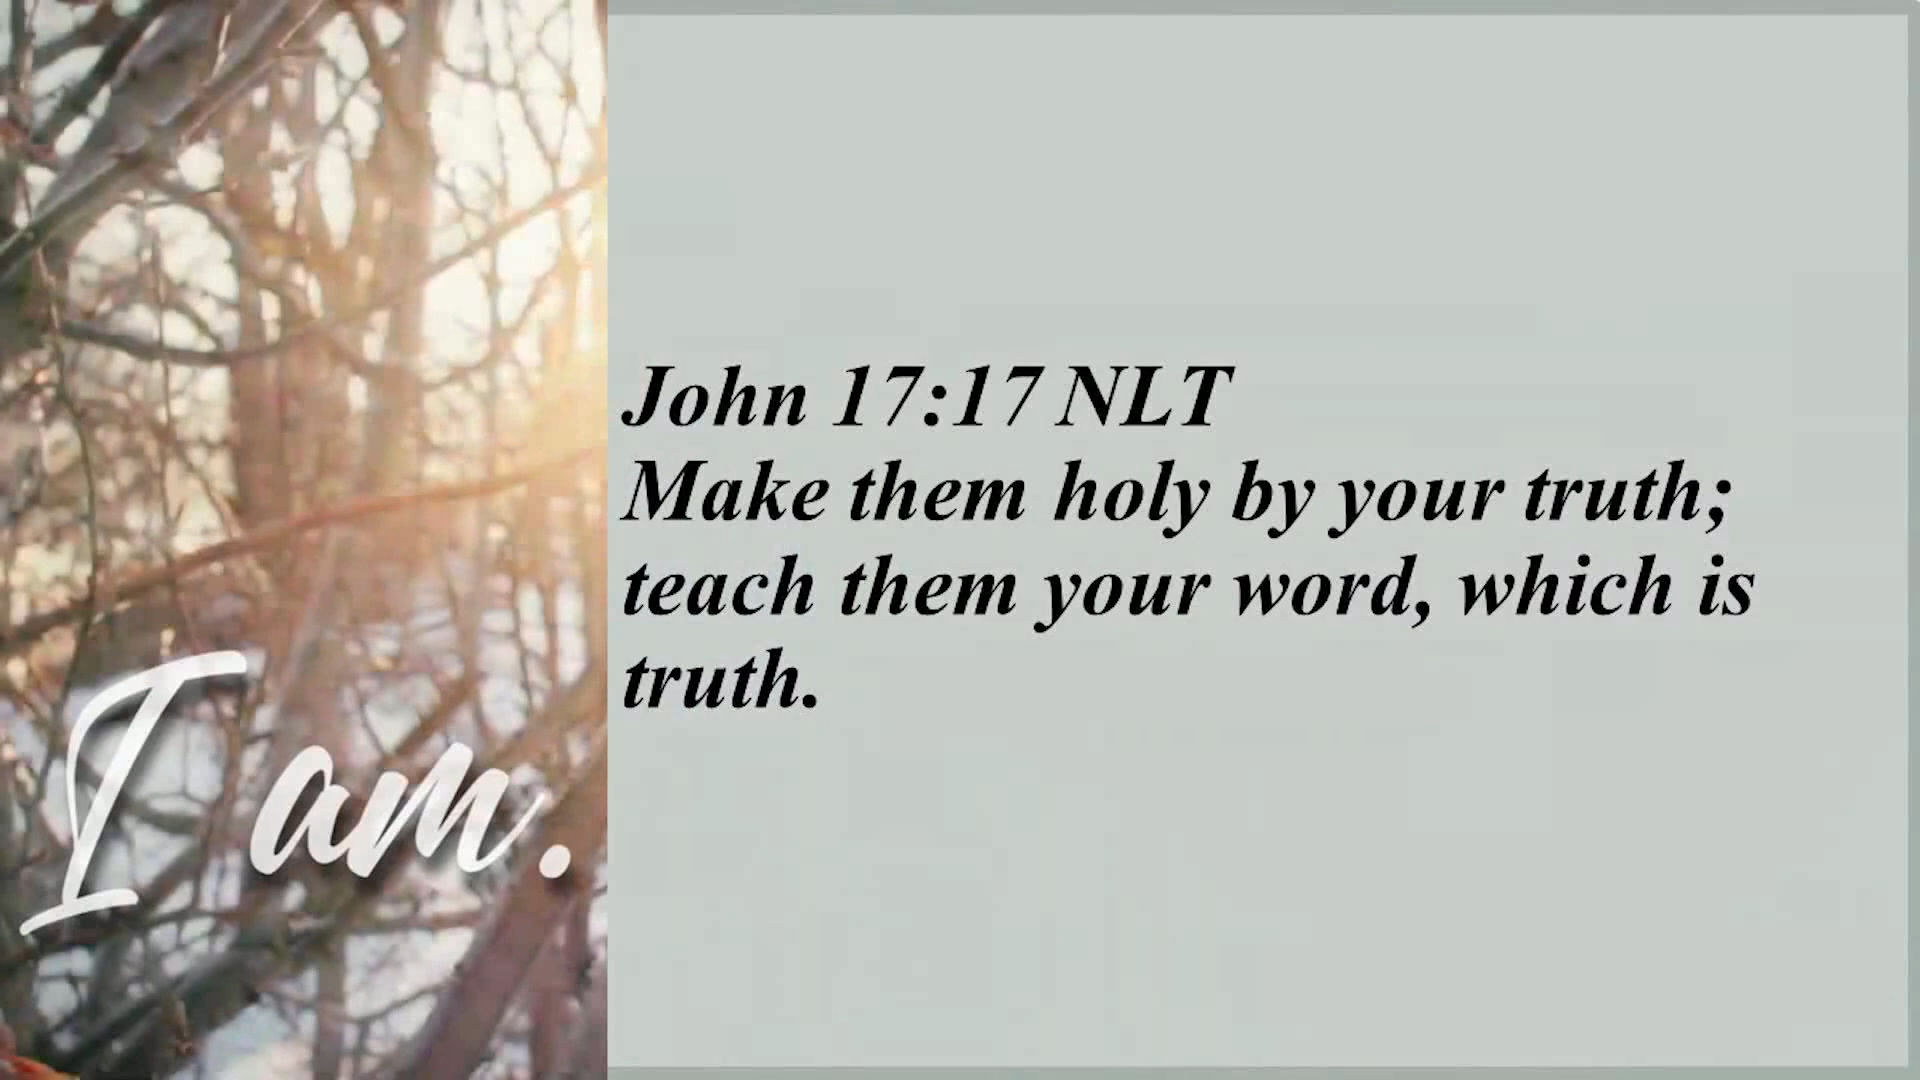 I am.
John 17:17 NLT
Make them holy by your truth;
teach them your word, which is
truth.